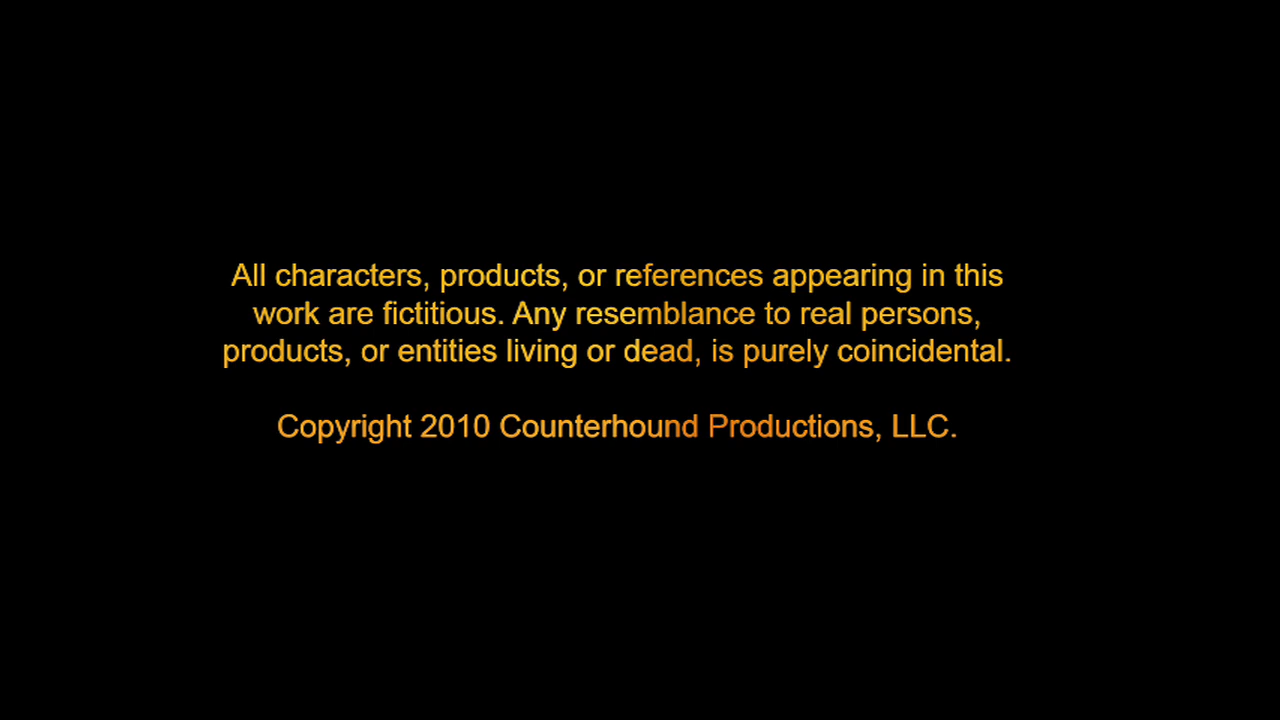 All characters, products, or references appearing in this
work are fictitious. Any resemblance to real persons,
products, or entities living or dead, is purely coincidental.
Copyright 2010 Counterhound Productions, LLC.